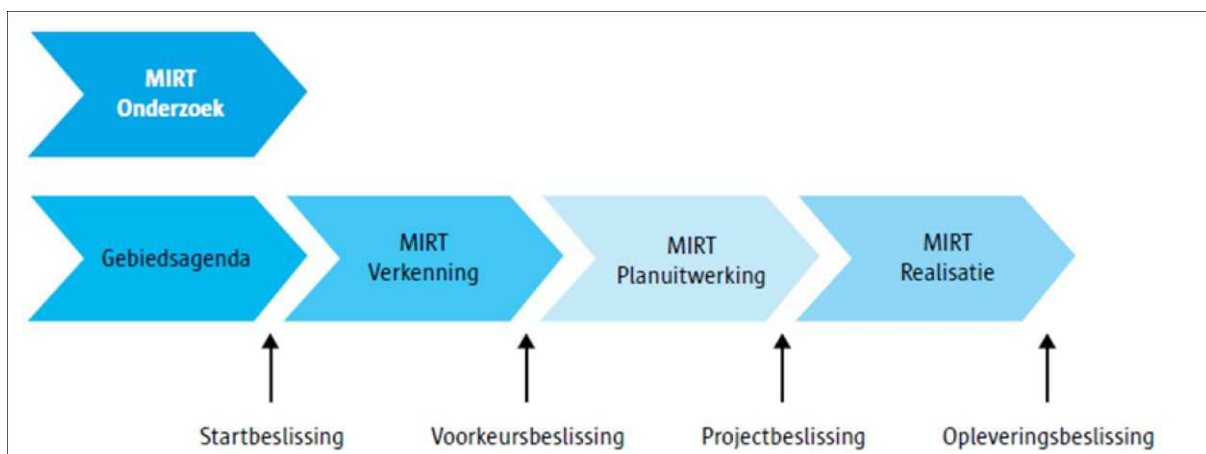 MIRT
Onderzoek
Gebiedsagenda
MIRT
Verkenning
MIRT
Planuitwerking
MIRT
Realisatie
Startbeslissing
Voorkeursbeslissing
Projectbeslissing
Opleveringsbeslissing